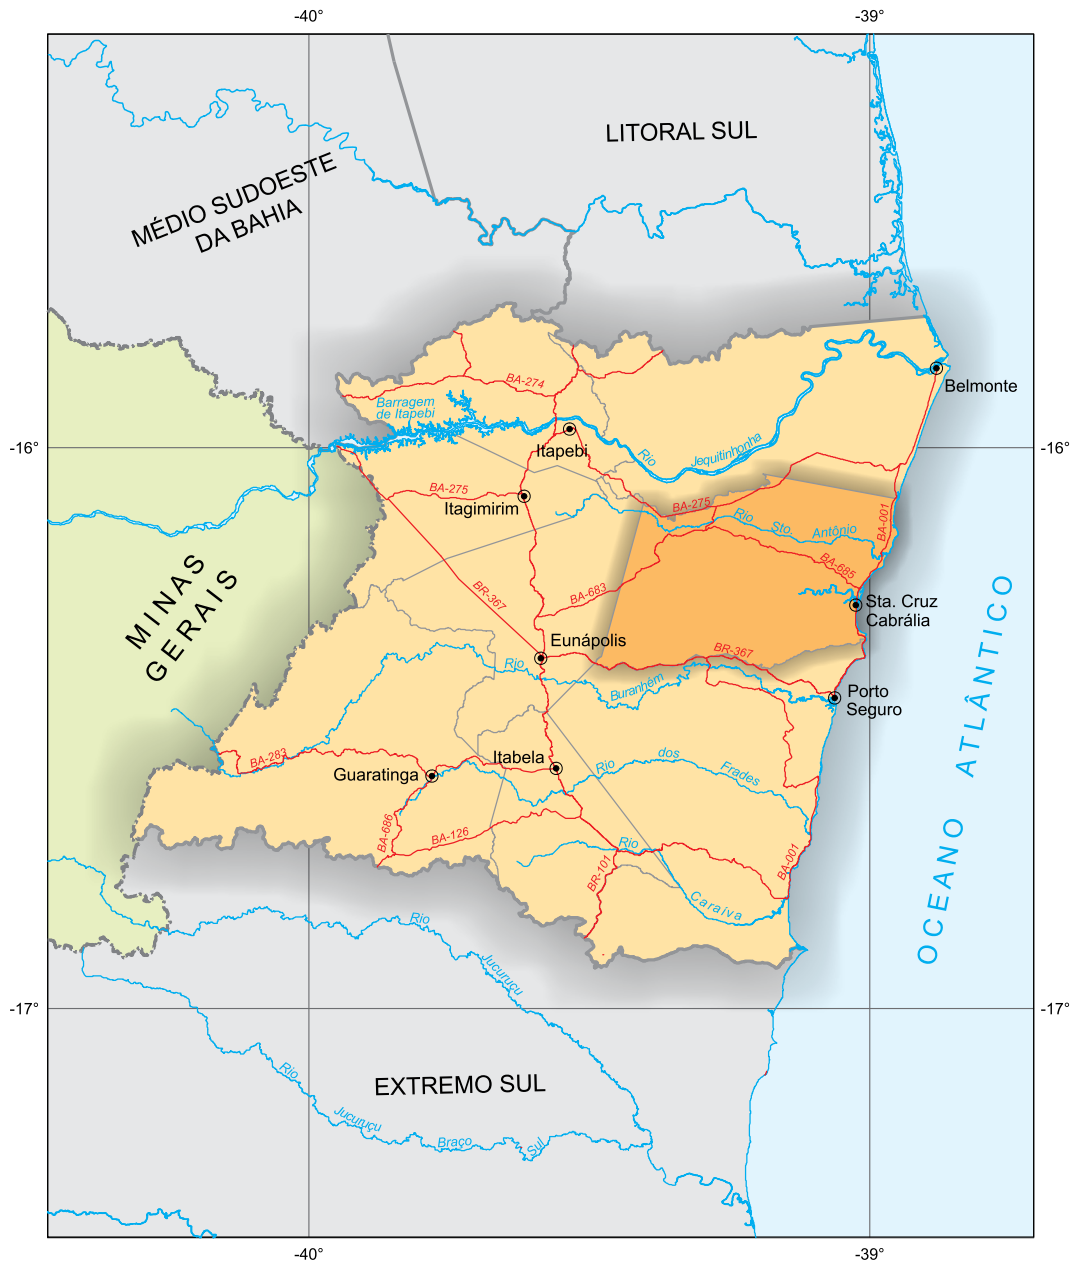 -40°
-39°
LITORAL SUL
MÉDIO SUDOESTE
DA BAHIA
BA-274
Belmonte
Barragem
de Itapebi
-16°
-16°
Itapebi
Rio
Jequitinhonha
BA-275
Itagimirim
BA-275
Rio
Sto.
Antônio
BA-001
MINAS
GERAIS
BR-367
BA-683
BA-685
Sta. Cruz
Cabrália
OCEANO ATLÂNTICO
Eunápolis
BR-367
Rio
Buranhém
Porto
Seguro
BA-283
Guaratinga
Itabela
Rio
dos
Frades
BA-686
BA-126
Rio
BR-101
BA-001
Caraíva
Rio
Jucuruçu
-17°
-17°
EXTREMO SUL
Rio
Jucuruçu
Braço
Sul
-40°
-39°